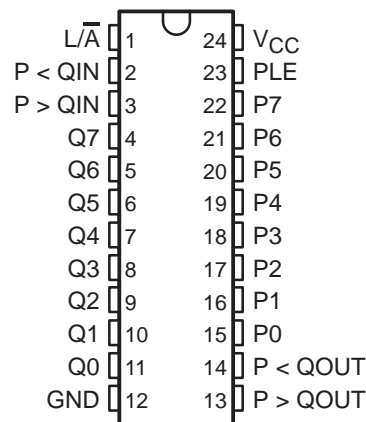 L/A̅ 1 24 VCC
P < QIN 2 23 PLE
P > QIN 3 22 P7
Q7 4 21 P6
Q6 5 20 P5
Q5 6 19 P4
Q4 7 18 P3
Q3 8 17 P2
Q2 9 16 P1
Q1 10 15 P0
Q0 11 14 P < QOUT
GND 12 13 P > QOUT